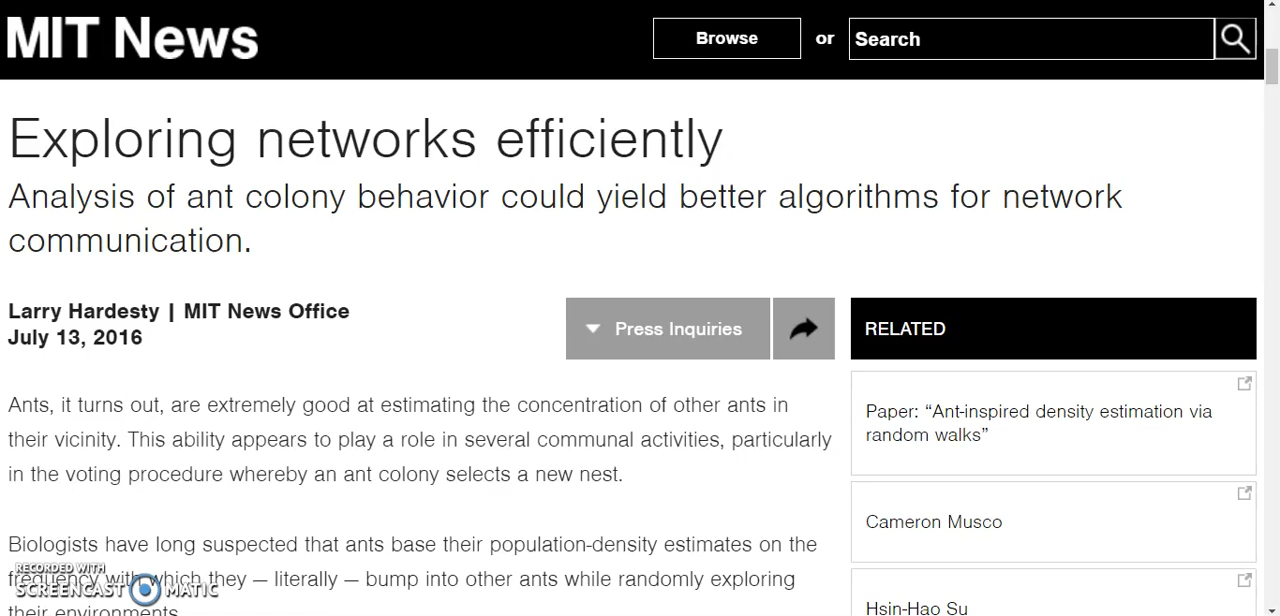 MIT News
Browse or Search
Exploring networks efficiently
Analysis of ant colony behavior could yield better algorithms for network
communication.
Larry Hardesty | MIT News Office
July 13, 2016
Press Inquiries
RELATED
Ants, it turns out, are extremely good at estimating the concentration of other ants in
their vicinity. This ability appears to play a role in several communal activities, particularly
in the voting procedure whereby an ant colony selects a new nest.
Biologists have long suspected that ants base their population-density estimates on the
frequency with which they — literally — bump into other ants while randomly exploring
their environments.
Paper: “Ant-inspired density estimation via
random walks”
Cameron Musco
Hsin-Hao Su
RECORDED WITH
SCREENCAST MATIC